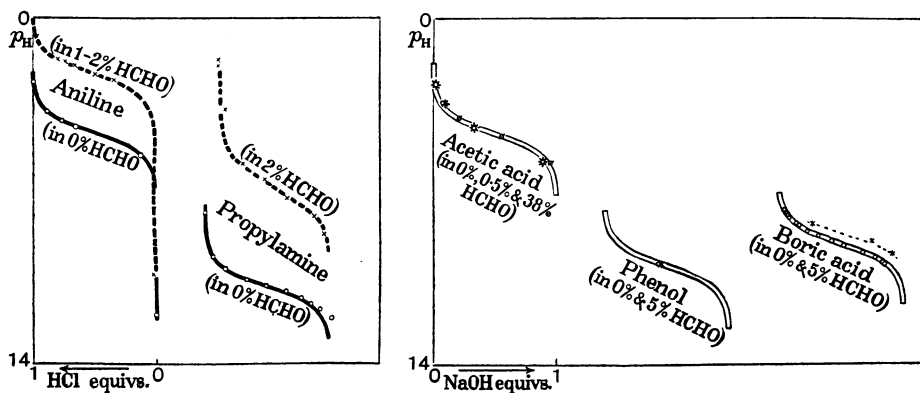 0
pH
(in 1–2% HCHO)
Aniline
(in 0% HCHO
(in 2% HCHO)
Propylamine
(in 0% HCHO)
14
1
0
HCl equivs.
0
pH
Acetic acid
(in 0%, 0·5% & 38%
HCHO)
Phenol
(in 0% & 5% HCHO)
Boric acid
(in 0% & 5% HCHO)
14
0
1
NaOH equivs.